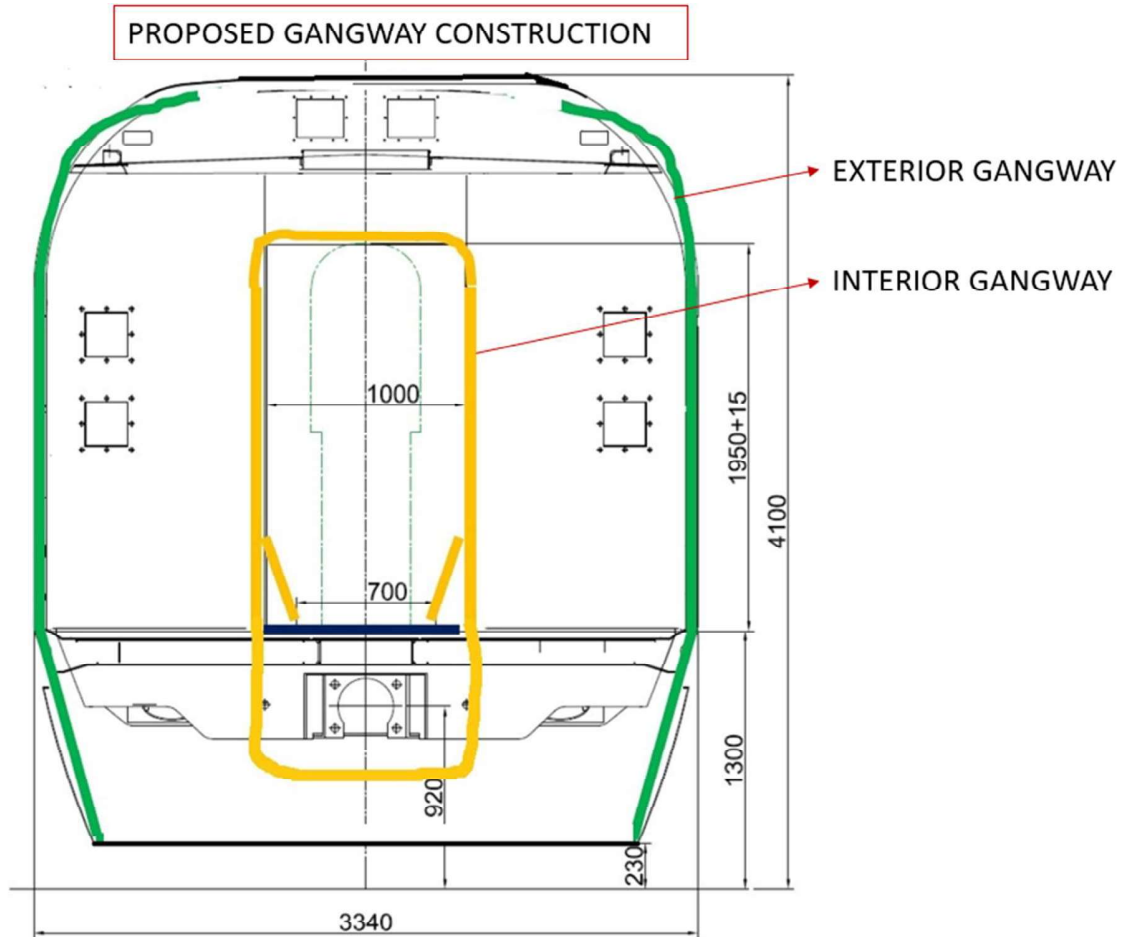 PROPOSED GANGWAY CONSTRUCTION
EXTERIOR GANGWAY
INTERIOR GANGWAY
1000
1950+15
4100
700
1300
920
230
3340